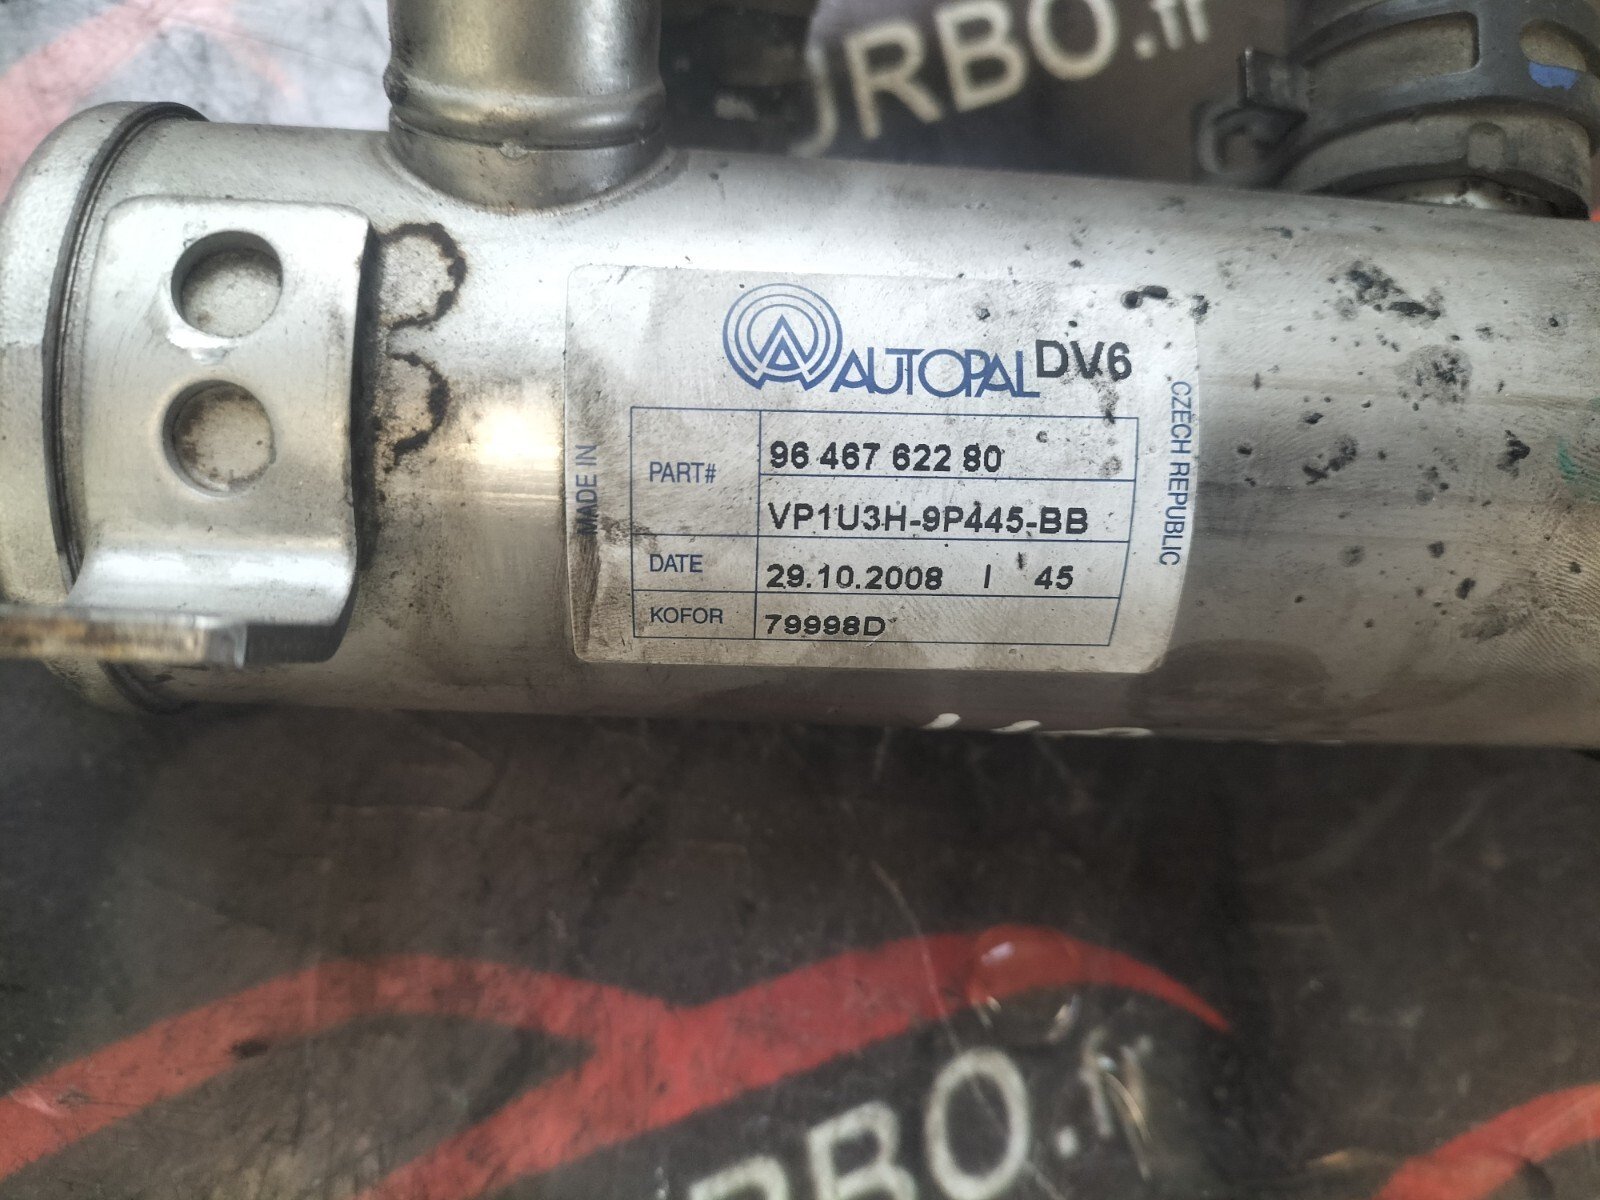 RBO.fr
AUTOPAL DV6
MADE IN
PART# 96 467 622 80
VP1U3H-9P445-BB
DATE 29.10.2008 I 45
KOFOR 79998D
CZECH REPUBLIC
RBO.fr